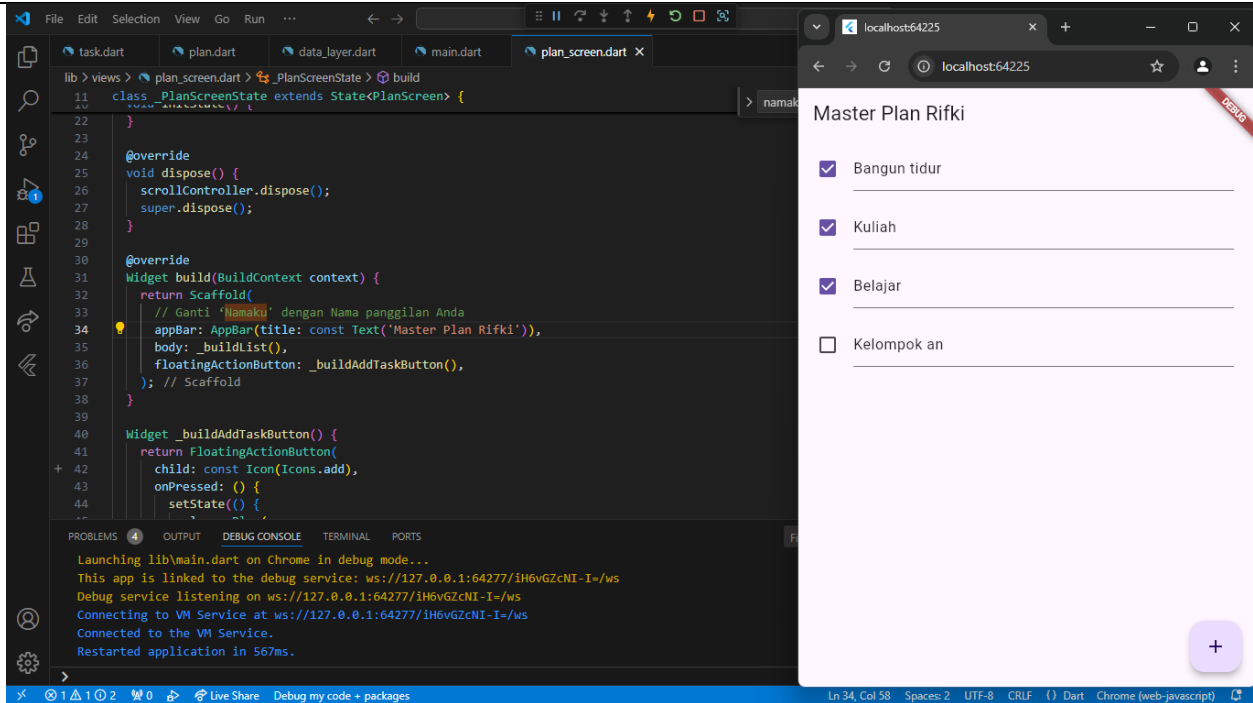 File Edit Selection View Go Run ···
task.dart plan.dart data_layer.dart main.dart plan_screen.dart
lib > views > plan_screen.dart > _PlanScreenState > build
11 class _PlanScreenState extends State<PlanScreen> {
namak
22 }
23
24 @override
25 void dispose() {
26 scrollController.dispose();
27 super.dispose();
28 }
29
30 @override
31 Widget build(BuildContext context) {
32 return Scaffold(
33 // Ganti ‘Namaku' dengan Nama panggilan Anda
34 appBar: AppBar(title: const Text('Master Plan Rifki')),
35 body: _buildList(),
36 floatingActionButton: _buildAddTaskButton(),
37 ); // Scaffold
38 }
39
40 Widget _buildAddTaskButton() {
41 return FloatingActionButton(
42 child: const Icon(Icons.add),
43 onPressed: () {
44 setState(() {
PROBLEMS 4 OUTPUT DEBUG CONSOLE TERMINAL PORTS
Launching lib\main.dart on Chrome in debug mode...
This app is linked to the debug service: ws://127.0.0.1:64277/iH6vGZcNI-I=/ws
Debug service listening on ws://127.0.0.1:64277/iH6vGZcNI-I=/ws
Connecting to VM Service at ws://127.0.0.1:64277/iH6vGZcNI-I=/ws
Connected to the VM Service.
Restarted application in 567ms.
1 1 2 0 Live Share Debug my code + packages
Ln 34, Col 58 Spaces: 2 UTF-8 CRLF {} Dart Chrome (web-javascript)
1
localhost:64225
localhost:64225
DEBUG
Master Plan Rifki
Bangun tidur
Kuliah
Belajar
Kelompok an
+